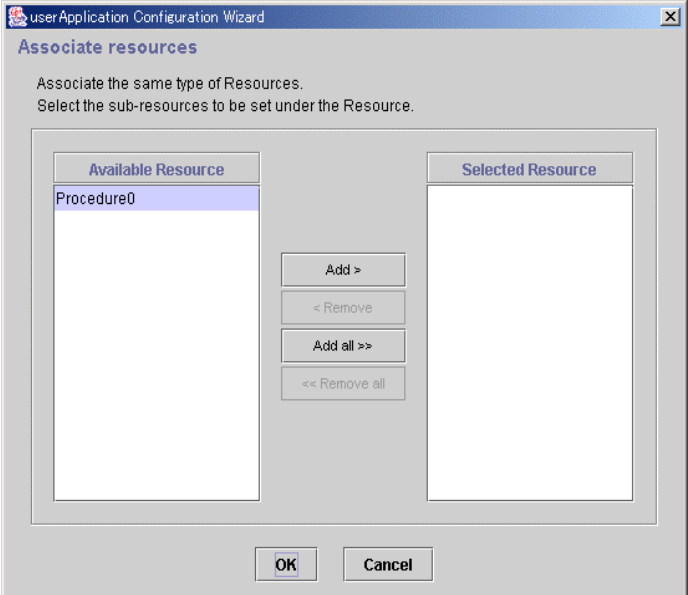 userApplication Configuration Wizard
Associate resources
Associate the same type of Resources.
Select the sub-resources to be set under the Resource.
Available Resource
Selected Resource
Procedure0
Add >
< Remove
Add all >>
<< Remove all
OK
Cancel